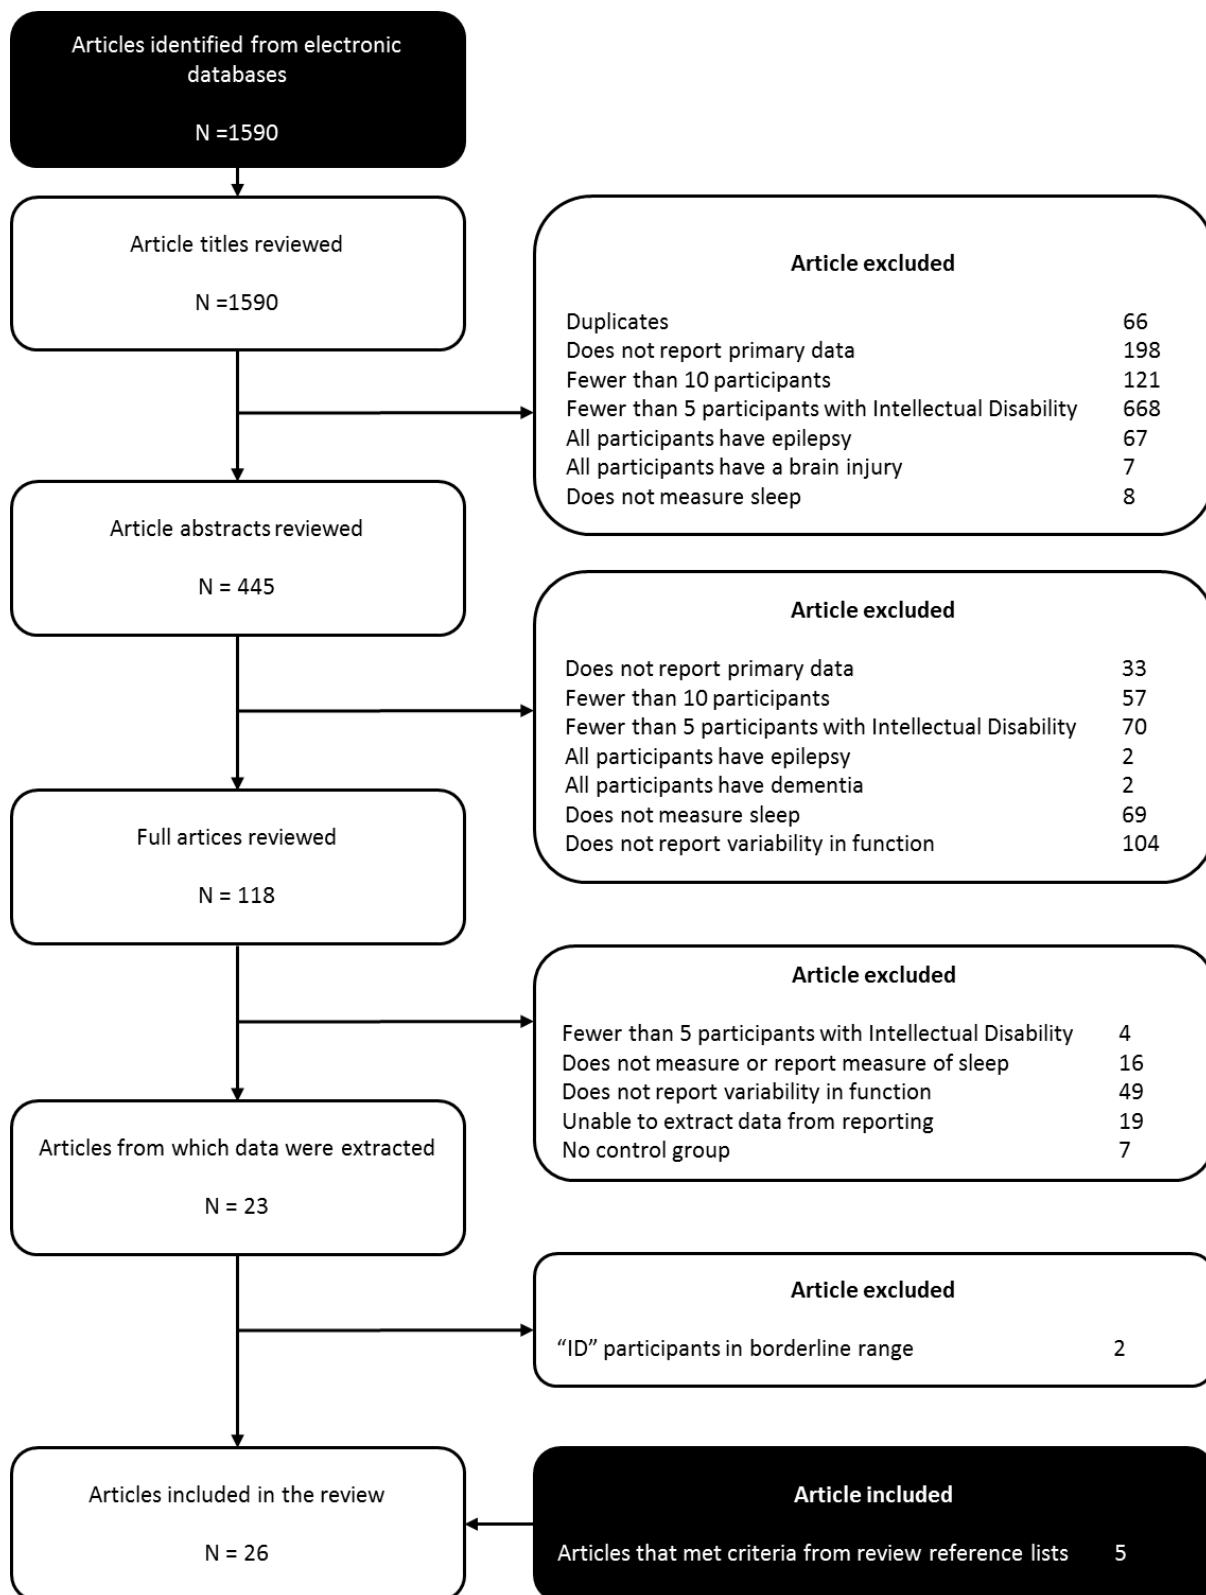 Articles identified from electronic
databases
N =1590
Article titles reviewed
N =1590
Article excluded
Duplicates 66
Does not report primary data 198
Fewer than 10 participants 121
Fewer than 5 participants with Intellectual Disability 668
All participants have epilepsy 67
All participants have a brain injury 7
Does not measure sleep 8
Article abstracts reviewed
N = 445
Article excluded
Does not report primary data 33
Fewer than 10 participants 57
Fewer than 5 participants with Intellectual Disability 70
All participants have epilepsy 2
All participants have dementia 2
Does not measure sleep 69
Does not report variability in function 104
Full artices reviewed
N = 118
Article excluded
Fewer than 5 participants with Intellectual Disability 4
Does not measure or report measure of sleep 16
Does not report variability in function 49
Unable to extract data from reporting 19
No control group 7
Articles from which data were extracted
N = 23
Article excluded
“ID” participants in borderline range 2
Articles included in the review
N = 26
Article included
Articles that met criteria from review reference lists 5